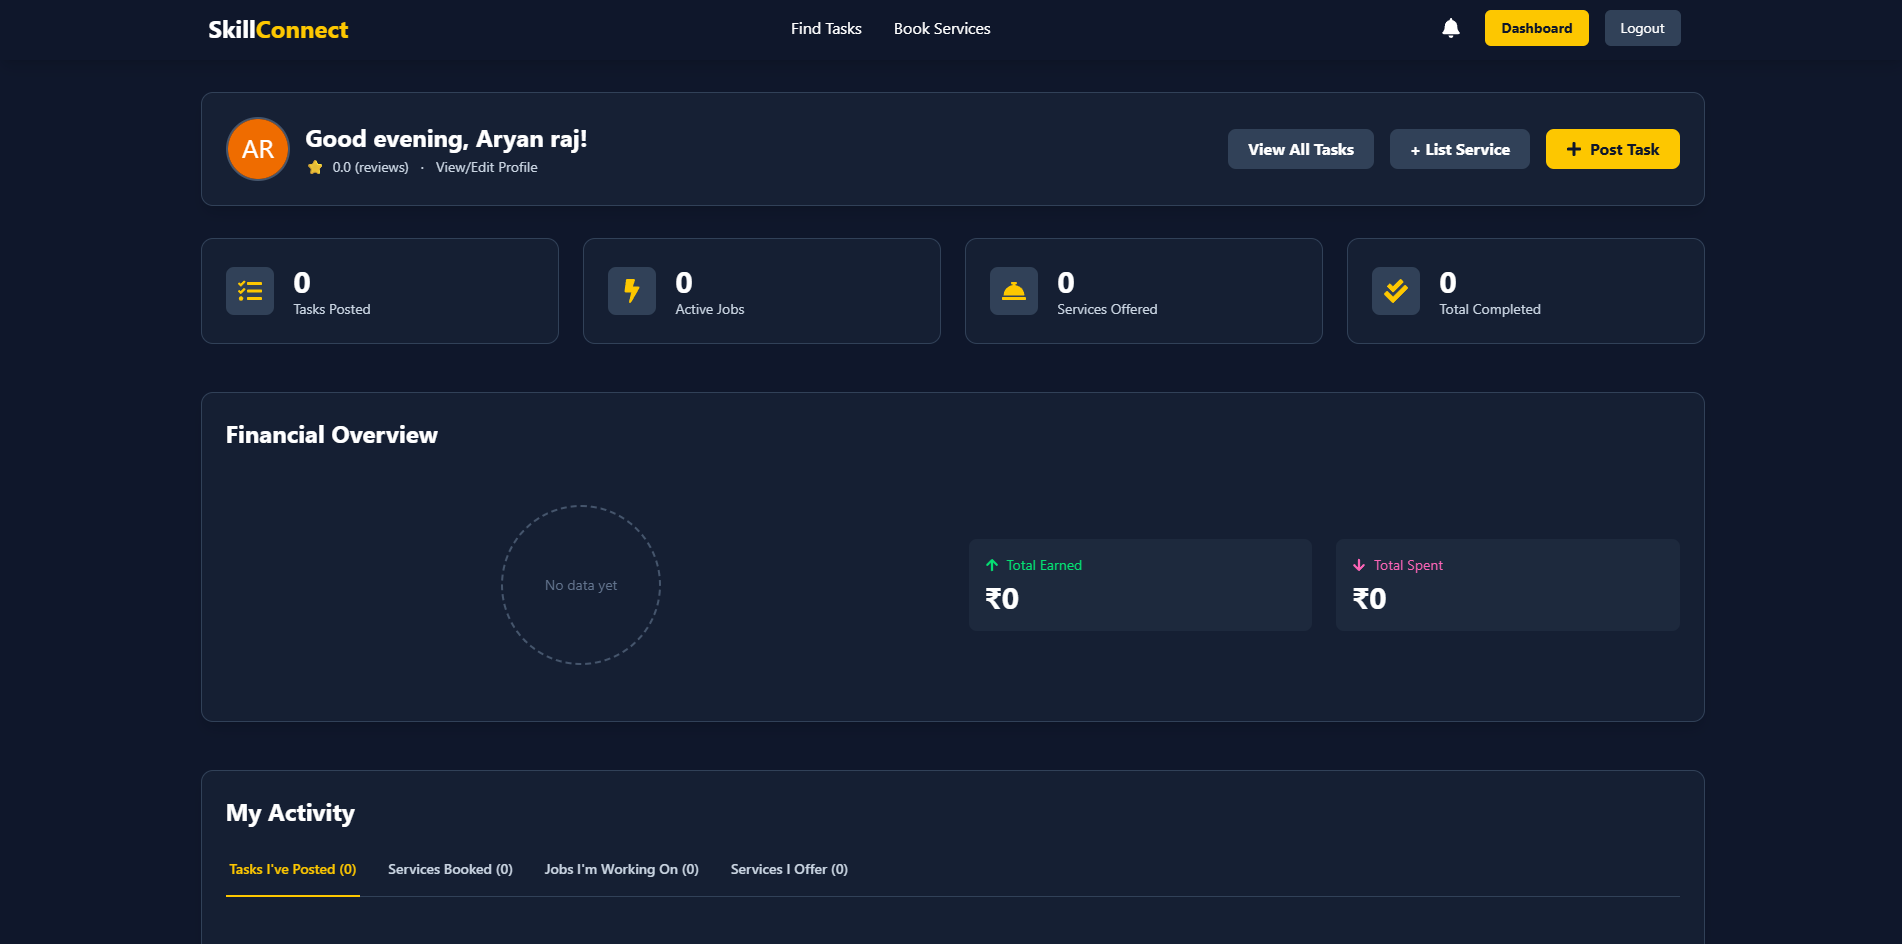 SkillConnect
Find Tasks
Book Services
Dashboard
Logout
AR
Good evening, Aryan raj!
0.0 (reviews) · View/Edit Profile
View All Tasks
+ List Service
+ Post Task
0
Tasks Posted
0
Active Jobs
0
Services Offered
0
Total Completed
Financial Overview
No data yet
Total Earned
₹0
Total Spent
₹0
My Activity
Tasks I've Posted (0)
Services Booked (0)
Jobs I'm Working On (0)
Services I Offer (0)